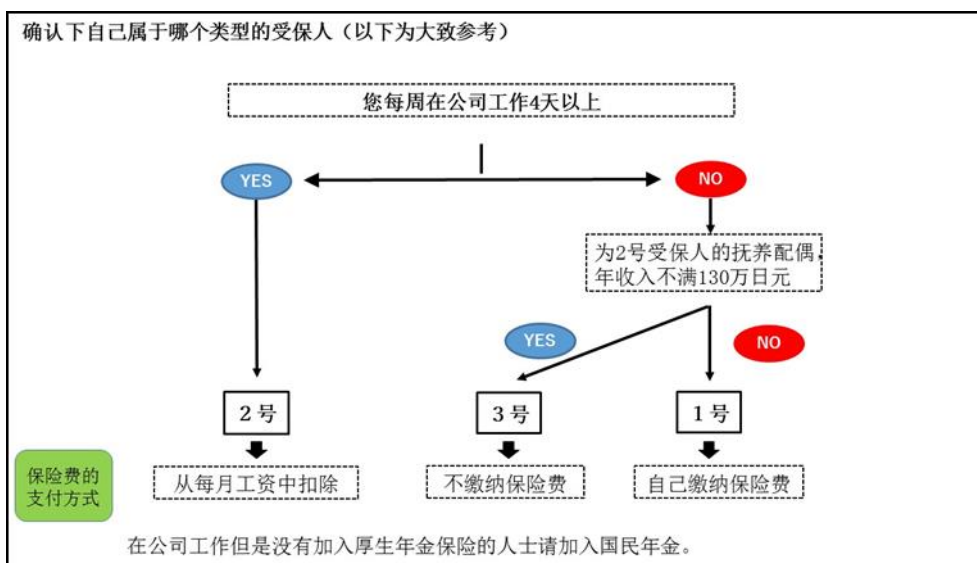 确认下自己属于哪个类型的受保人（以下为大致参考）
您每周在公司工作4天以上
YES
NO
为2号受保人的抚养配偶，
年收入不满130万日元
YES
NO
2号
3号
1号
保险费的
支付方式
从每月工资中扣除
不缴纳保险费
自己缴纳保险费
在公司工作但是没有加入厚生年金保险的人士请加入国民年金。